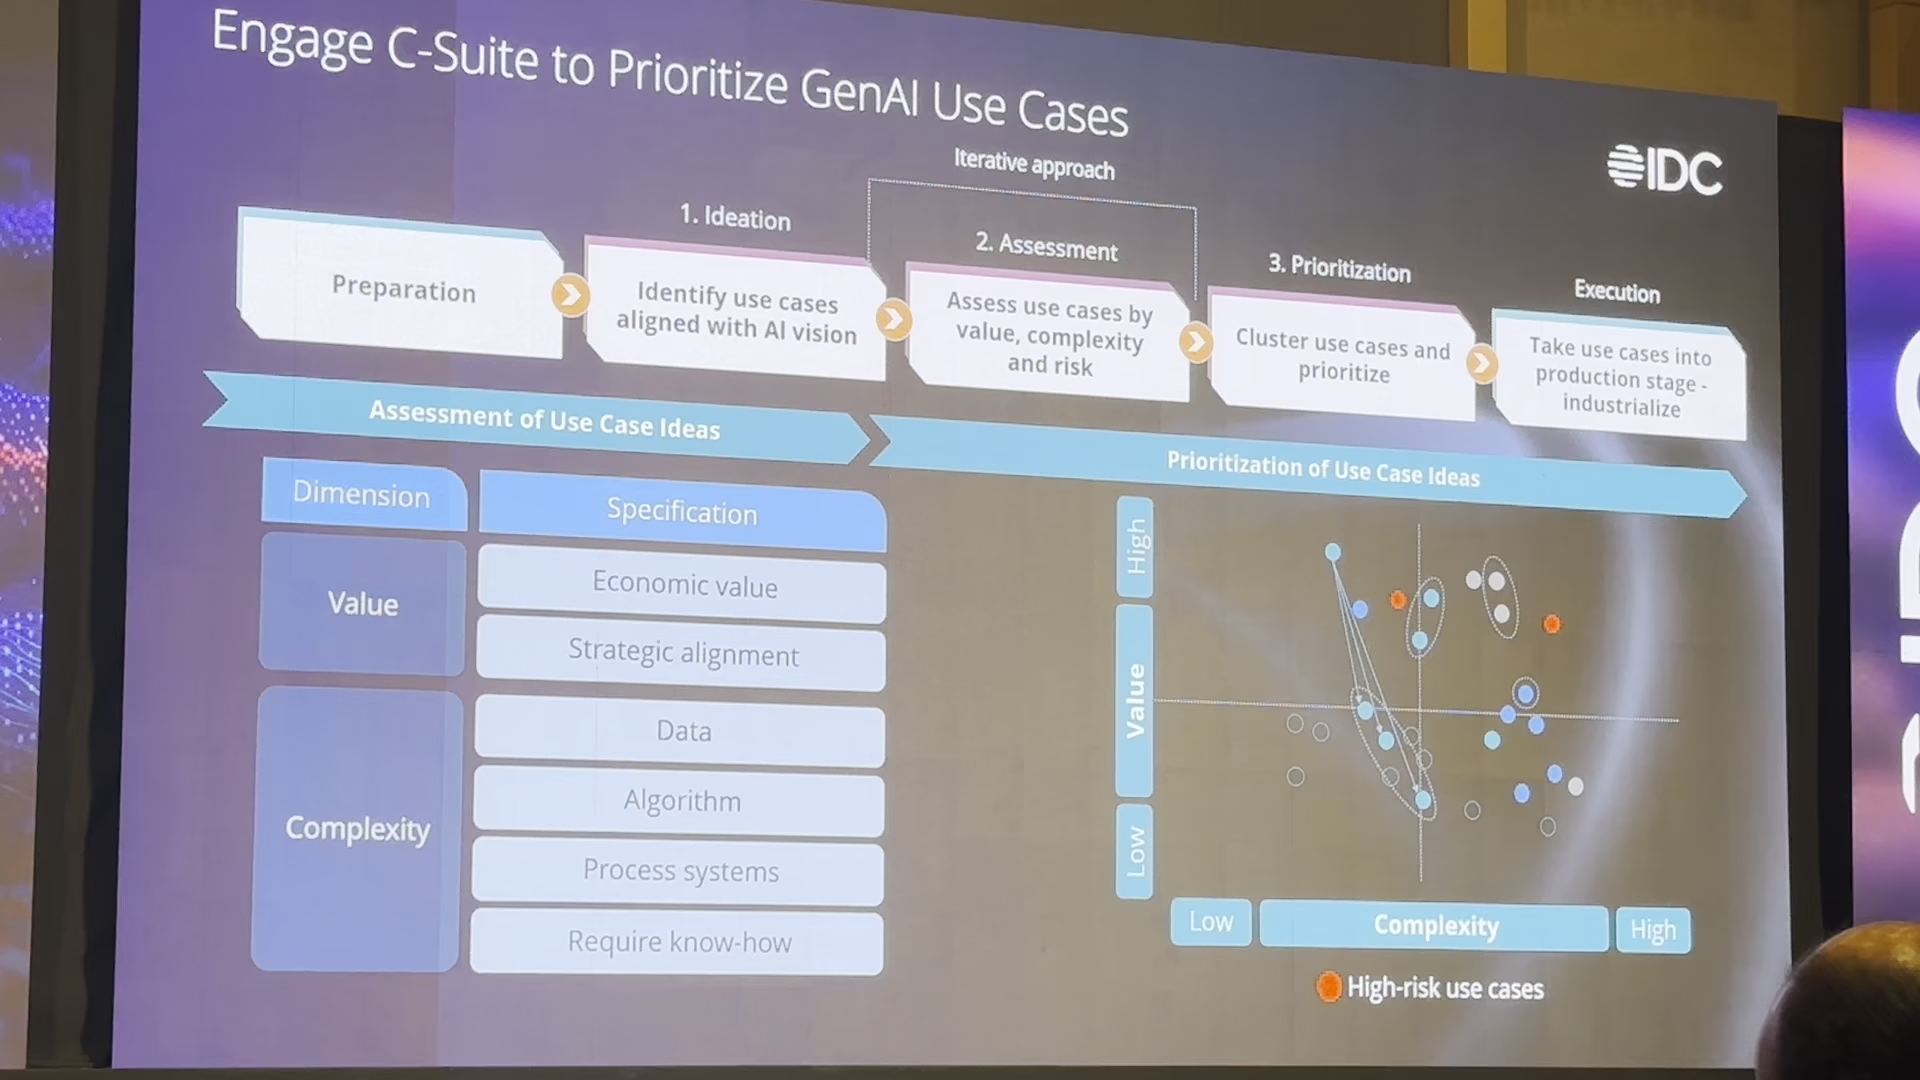 Engage C-Suite to Prioritize GenAI Use Cases
IDC
Iterative approach
1. Ideation
2. Assessment
3. Prioritization
Execution
Preparation
Identify use cases
aligned with AI vision
Assess use cases by
value, complexity
and risk
Cluster use cases and
prioritize
Take use cases into
production stage -
industrialize
Assessment of Use Case Ideas
Prioritization of Use Case Ideas
Dimension
Specification
Value
Economic value
Strategic alignment
Complexity
Data
Algorithm
Process systems
Require know-how
High
Value
Low
Low
Complexity
High
High-risk use cases